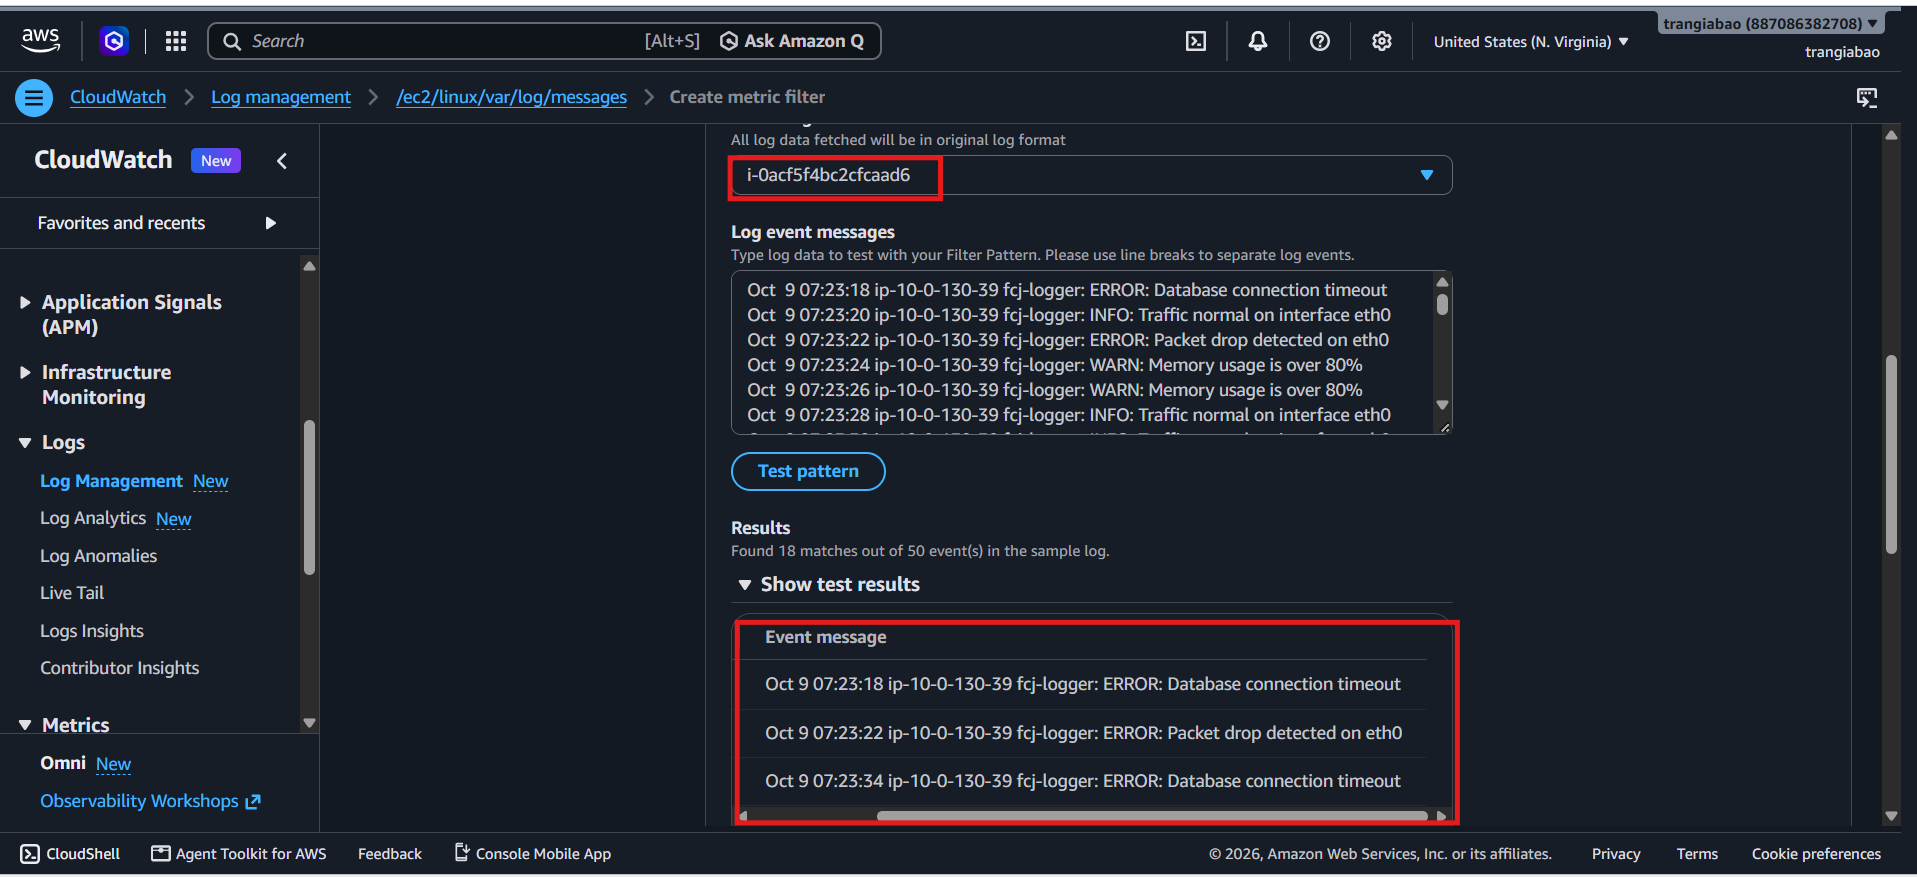 aws
Search
[Alt+S]
Ask Amazon Q
United States (N. Virginia)
trangiabao (887086382708)
trangiabao
CloudWatch
Log management
/ec2/linux/var/log/messages
Create metric filter
CloudWatch
New
Favorites and recents
Application Signals
(APM)
Infrastructure
Monitoring
Logs
Log Management New
Log Analytics New
Log Anomalies
Live Tail
Logs Insights
Contributor Insights
Metrics
Omni New
Observability Workshops
All log data fetched will be in original log format
i-0acf5f4bc2cfcaad6
Log event messages
Type log data to test with your Filter Pattern. Please use line breaks to separate log events.
Oct  9 07:23:18 ip-10-0-130-39 fcj-logger: ERROR: Database connection timeout
Oct  9 07:23:20 ip-10-0-130-39 fcj-logger: INFO: Traffic normal on interface eth0
Oct  9 07:23:22 ip-10-0-130-39 fcj-logger: ERROR: Packet drop detected on eth0
Oct  9 07:23:24 ip-10-0-130-39 fcj-logger: WARN: Memory usage is over 80%
Oct  9 07:23:26 ip-10-0-130-39 fcj-logger: WARN: Memory usage is over 80%
Oct  9 07:23:28 ip-10-0-130-39 fcj-logger: INFO: Traffic normal on interface eth0
Test pattern
Results
Found 18 matches out of 50 event(s) in the sample log.
Show test results
Event message
Oct 9 07:23:18 ip-10-0-130-39 fcj-logger: ERROR: Database connection timeout
Oct 9 07:23:22 ip-10-0-130-39 fcj-logger: ERROR: Packet drop detected on eth0
Oct 9 07:23:34 ip-10-0-130-39 fcj-logger: ERROR: Database connection timeout
CloudShell
Agent Toolkit for AWS
Feedback
Console Mobile App
© 2026, Amazon Web Services, Inc. or its affiliates.
Privacy
Terms
Cookie preferences